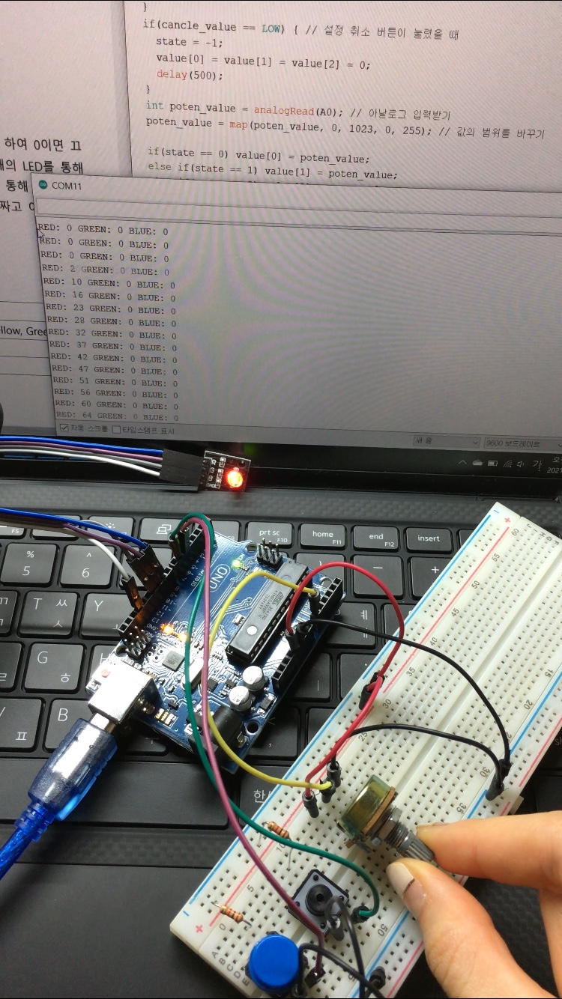 }
if(cancle_value == LOW) { // 설정 취소 버튼이 눌렸을 때
state = -1;
value[0] = value[1] = value[2] = 0;
delay(500);
}
int poten_value = analogRead(A0); // 아날로그 입력받기
poten_value = map(poten_value, 0, 1023, 0, 255); // 값의 범위를 바꾸기
if(state == 0) value[0] = poten_value;
else if(state == 1) value[1] = poten_value;
하여 0이면 끄
LED를 통해
통해
짜고
COM11
RED: 0 GREEN: 0 BLUE: 0
RED: 0 GREEN: 0 BLUE: 0
RED: 0 GREEN: 0 BLUE: 0
RED: 2 GREEN: 0 BLUE: 0
RED: 10 GREEN: 0 BLUE: 0
RED: 16 GREEN: 0 BLUE: 0
RED: 23 GREEN: 0 BLUE: 0
RED: 28 GREEN: 0 BLUE: 0
RED: 32 GREEN: 0 BLUE: 0
RED: 37 GREEN: 0 BLUE: 0
RED: 42 GREEN: 0 BLUE: 0
RED: 47 GREEN: 0 BLUE: 0
RED: 51 GREEN: 0 BLUE: 0
RED: 56 GREEN: 0 BLUE: 0
RED: 60 GREEN: 0 BLUE: 0
RED: 64 GREEN: 0 BLUE: 0
ellow, Gree
자동 스크롤 타임스탬프 표시
새 줄
9600 보드레이트
가
2021
R
G
B
GND
F5
prt sc F10
home F11
end F12
insert
% 5
^ 6
T ㅆ ㅅ
Y
G ㅎ
B
ㅍ
UNO
한
- +
60
55
50
45
40
35
30
25
20
10
5
0
30
35
50
A B C D E